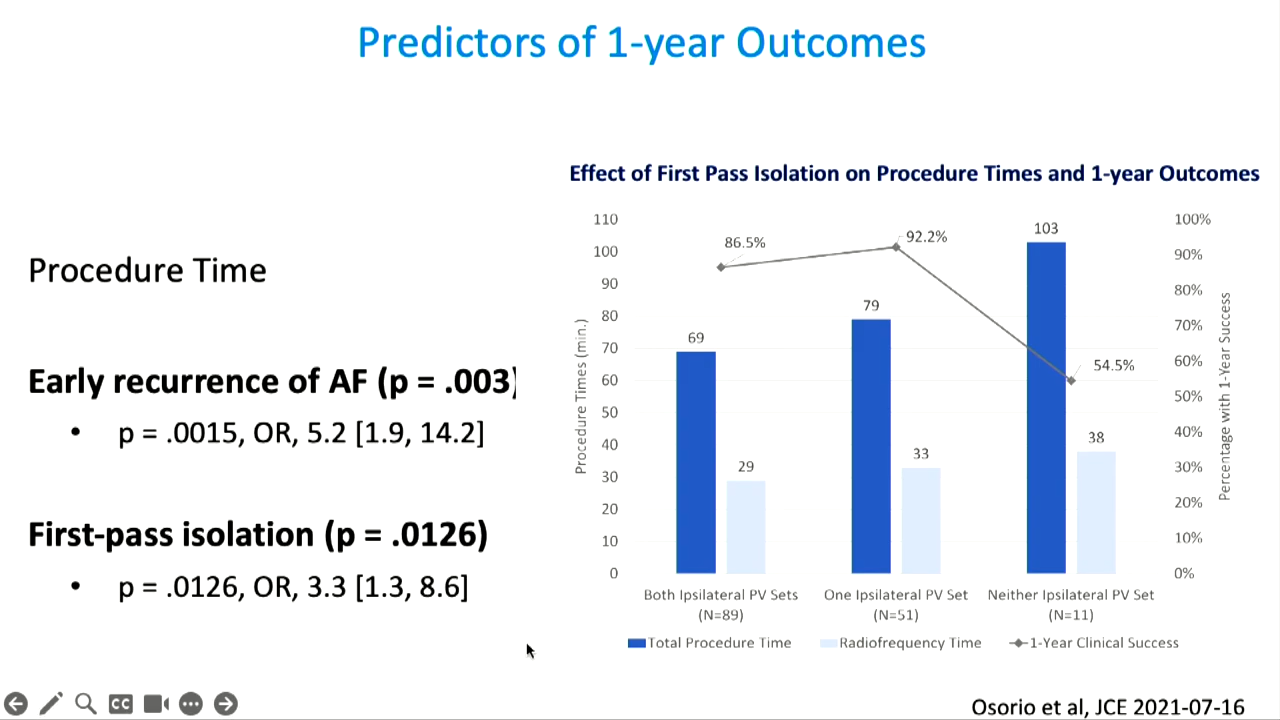 Predictors of 1-year Outcomes
Procedure Time
Early recurrence of AF (p = .003)
• p = .0015, OR, 5.2 [1.9, 14.2]
First-pass isolation (p = .0126)
• p = .0126, OR, 3.3 [1.3, 8.6]
Effect of First Pass Isolation on Procedure Times and 1-year Outcomes
Procedure Times (min.)
110
100
90
80
70
60
50
40
30
20
10
0
86.5%
92.2%
54.5%
69
29
79
33
103
38
100%
90%
80%
70%
60%
50%
40%
30%
20%
10%
0%
Percentage with 1-Year Success
Both Ipsilateral PV Sets
(N=89)
One Ipsilateral PV Set
(N=51)
Neither Ipsilateral PV Set
(N=11)
Total Procedure Time
Radiofrequency Time
1-Year Clinical Success
CC
Osorio et al, JCE 2021-07-16